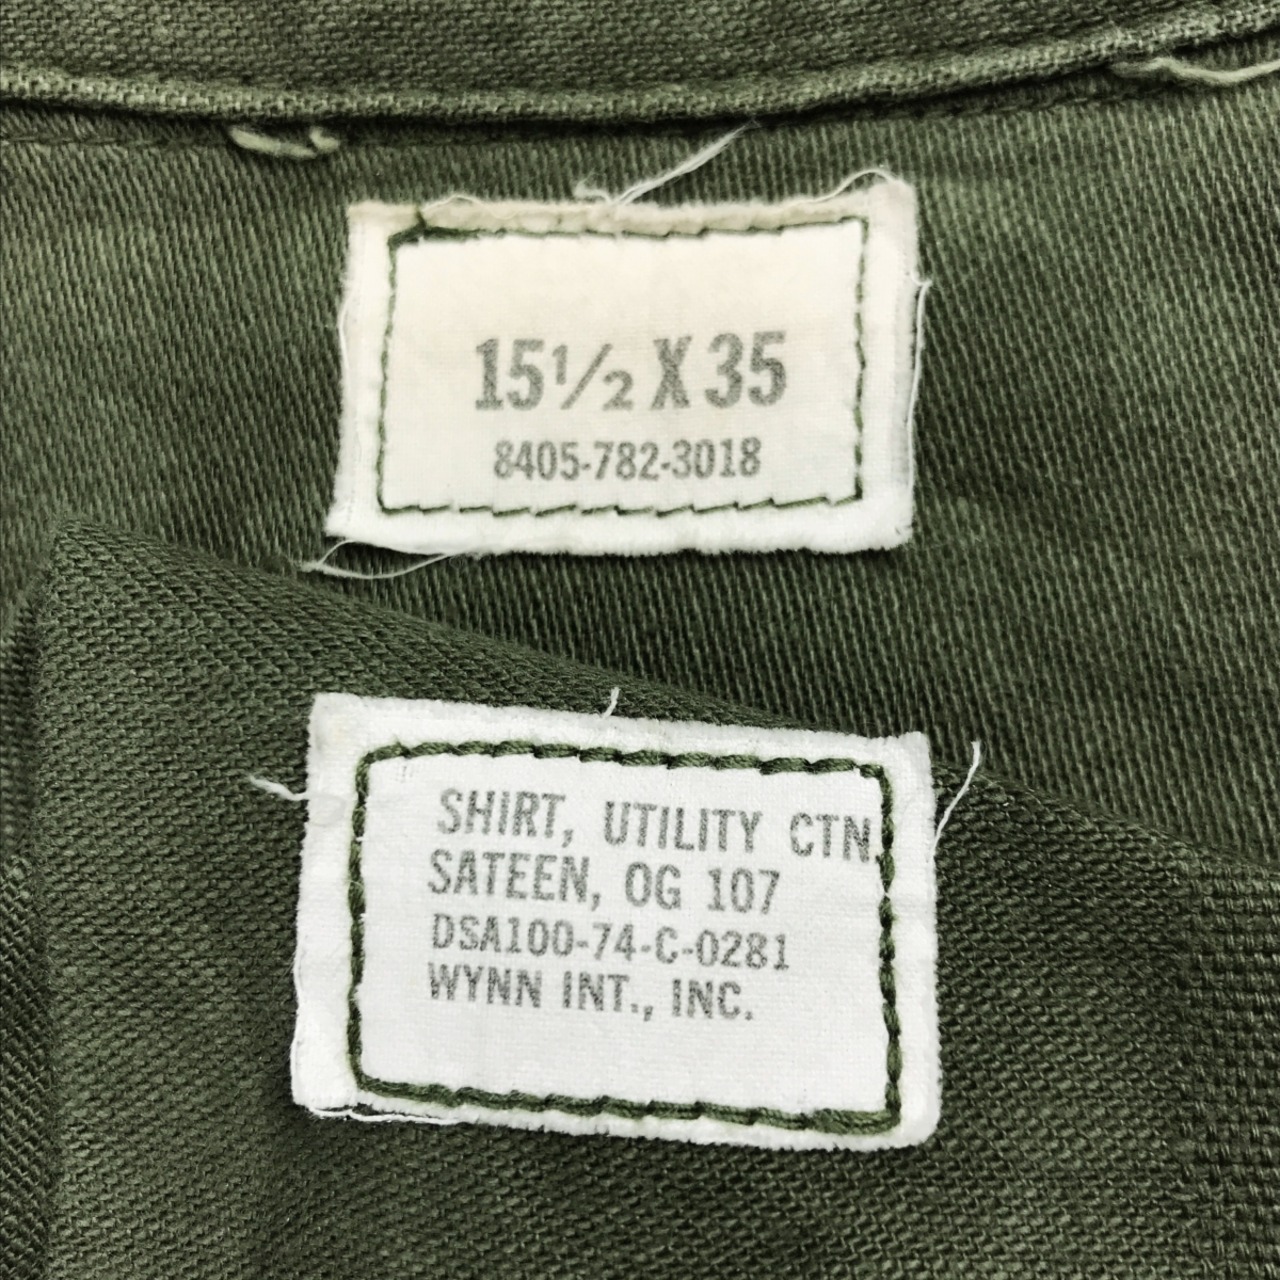 15½ X 35
8405-782-3018
SHIRT, UTILITY CTN.
SATEEN, OG 107
DSA100-74-C-0281
WYNN INT., INC.